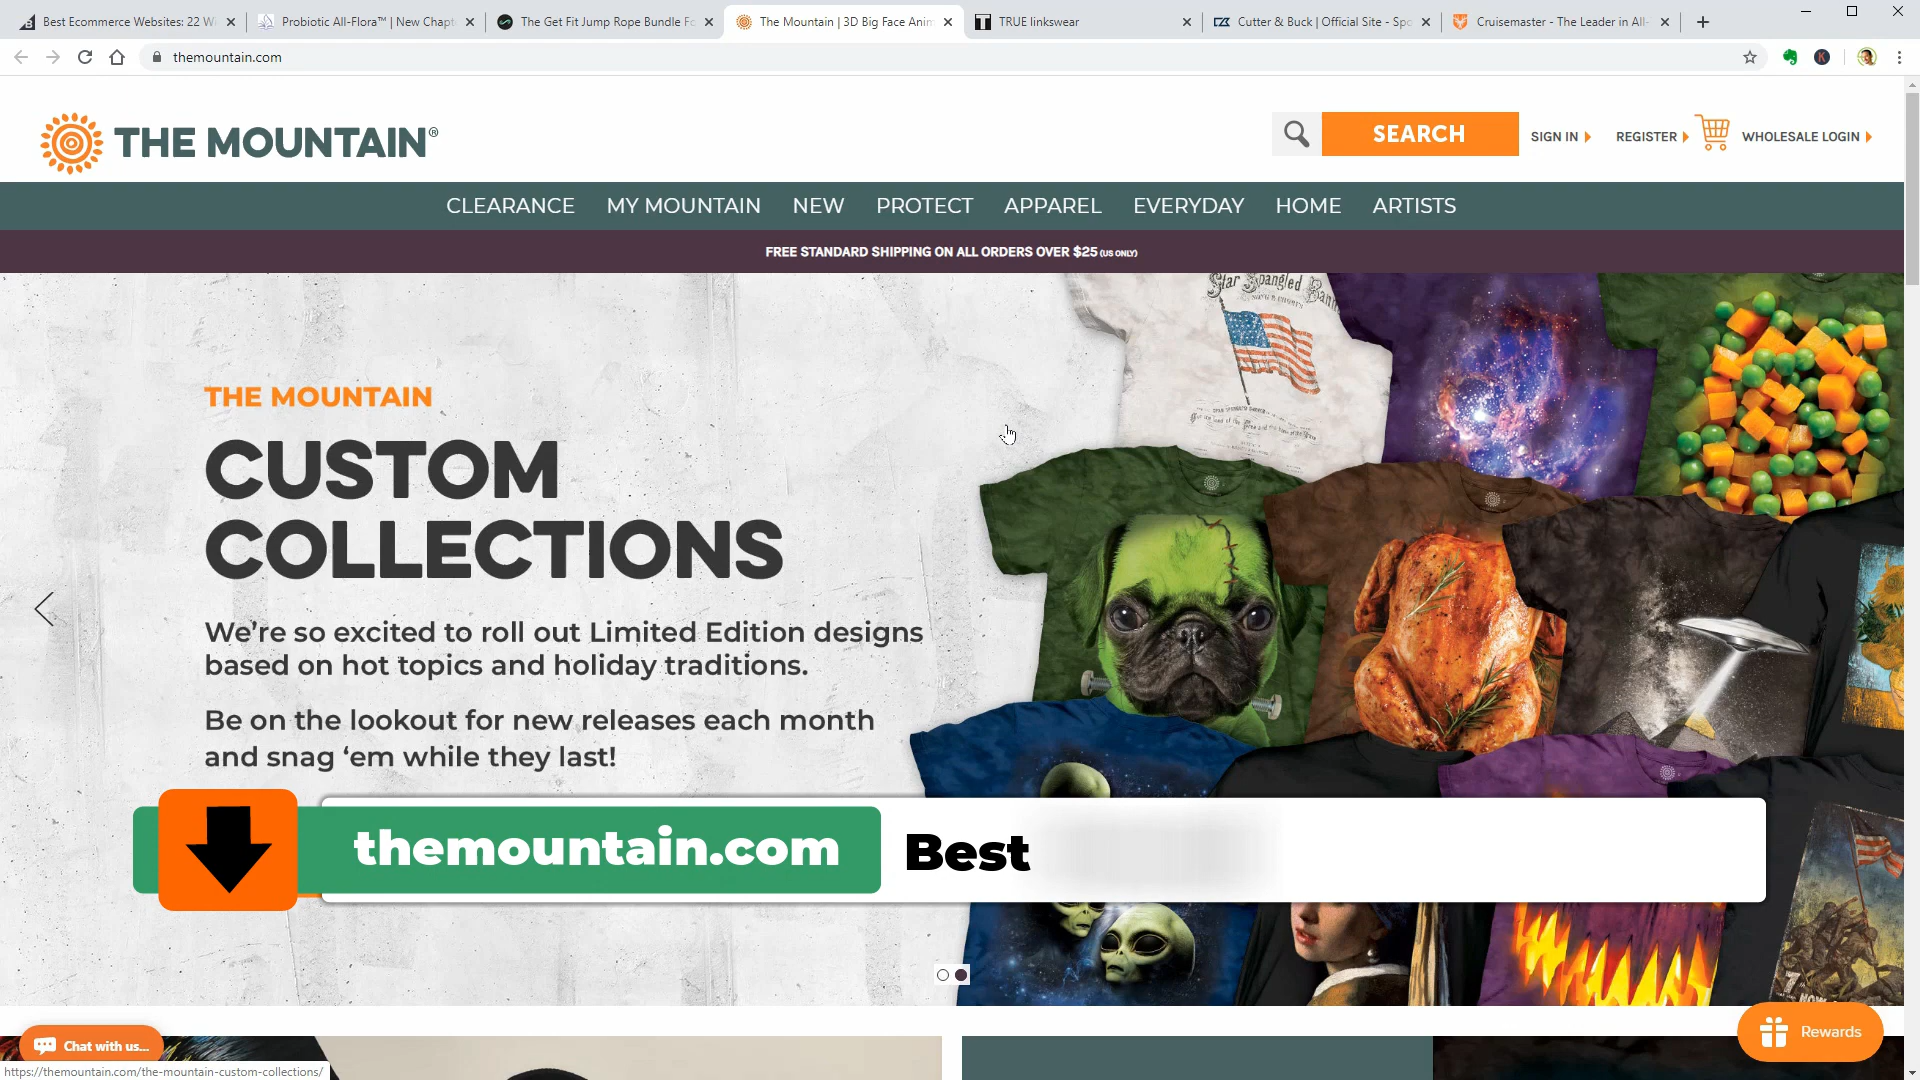 Best Ecommerce Websites: 22 W
Probiotic All-Flora™ | New Chapt
The Get Fit Jump Rope Bundle Fo
The Mountain | 3D Big Face Anim
TRUE linkswear
Cutter & Buck | Official Site - Spo
Cruisemaster - The Leader in All-
themountain.com
THE MOUNTAIN®
SEARCH
SIGN IN
REGISTER
WHOLESALE LOGIN
CLEARANCE MY MOUNTAIN NEW PROTECT APPAREL EVERYDAY HOME ARTISTS
FREE STANDARD SHIPPING ON ALL ORDERS OVER $25 (US ONLY)
THE MOUNTAIN
CUSTOM
COLLECTIONS
We're so excited to roll out Limited Edition designs
based on hot topics and holiday traditions.
Be on the lookout for new releases each month
and snag ‘em while they last!
Star Spangled Bann
themountain.com
Best
Chat with us...
Rewards
https://themountain.com/the-mountain-custom-collections/